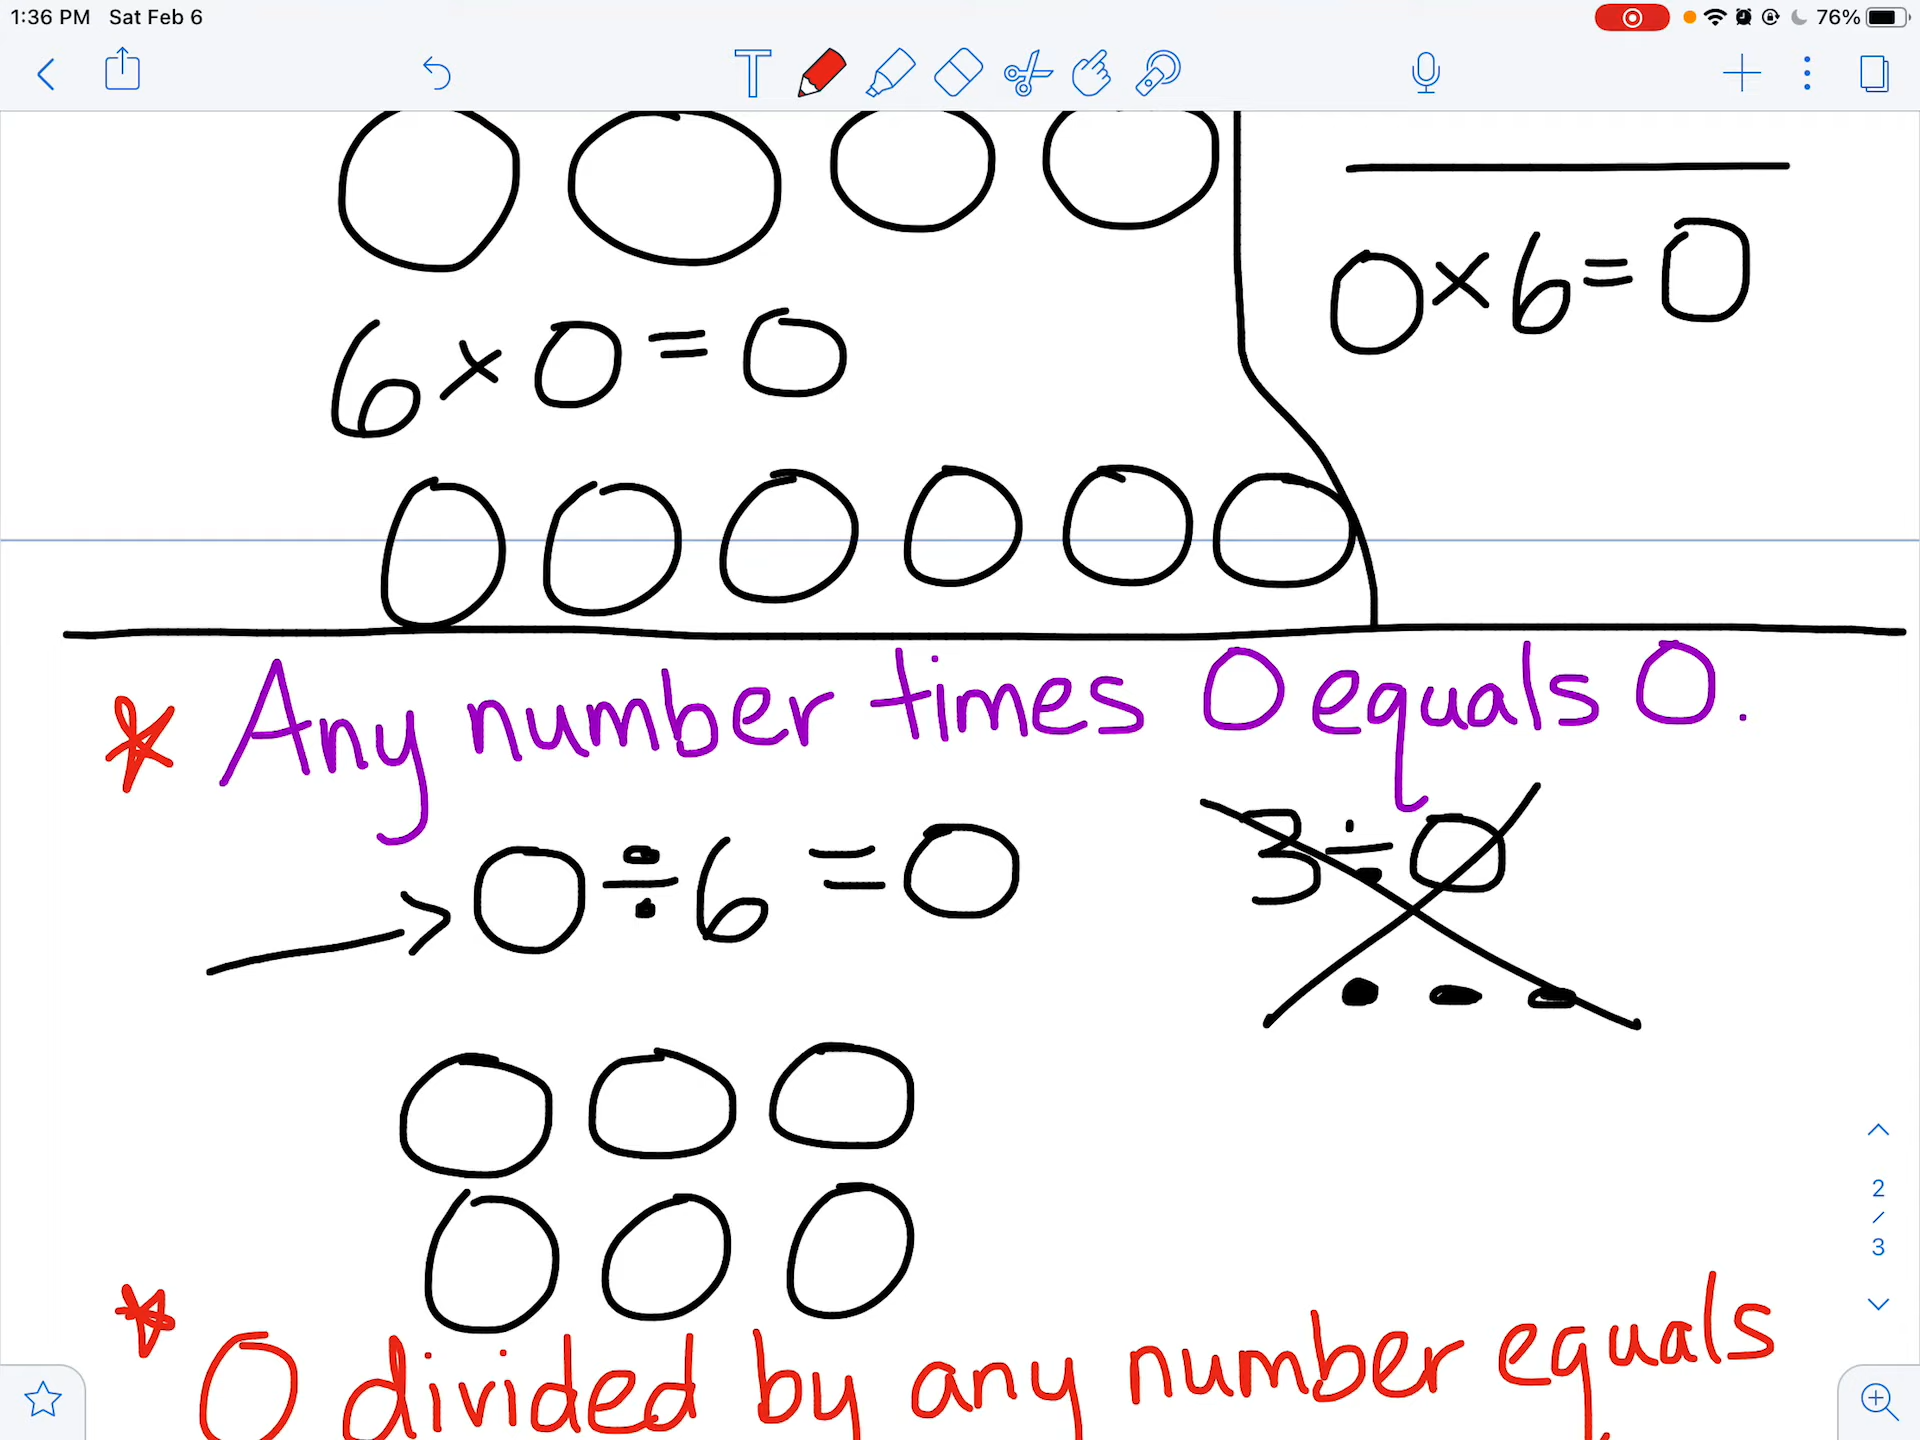 1:36 PM Sat Feb 6
76%
T
0×6=0
6×0=0
* Any number times 0 equals 0.
0÷6=0
3÷0
2
/
3
* 0 divided by any number equals